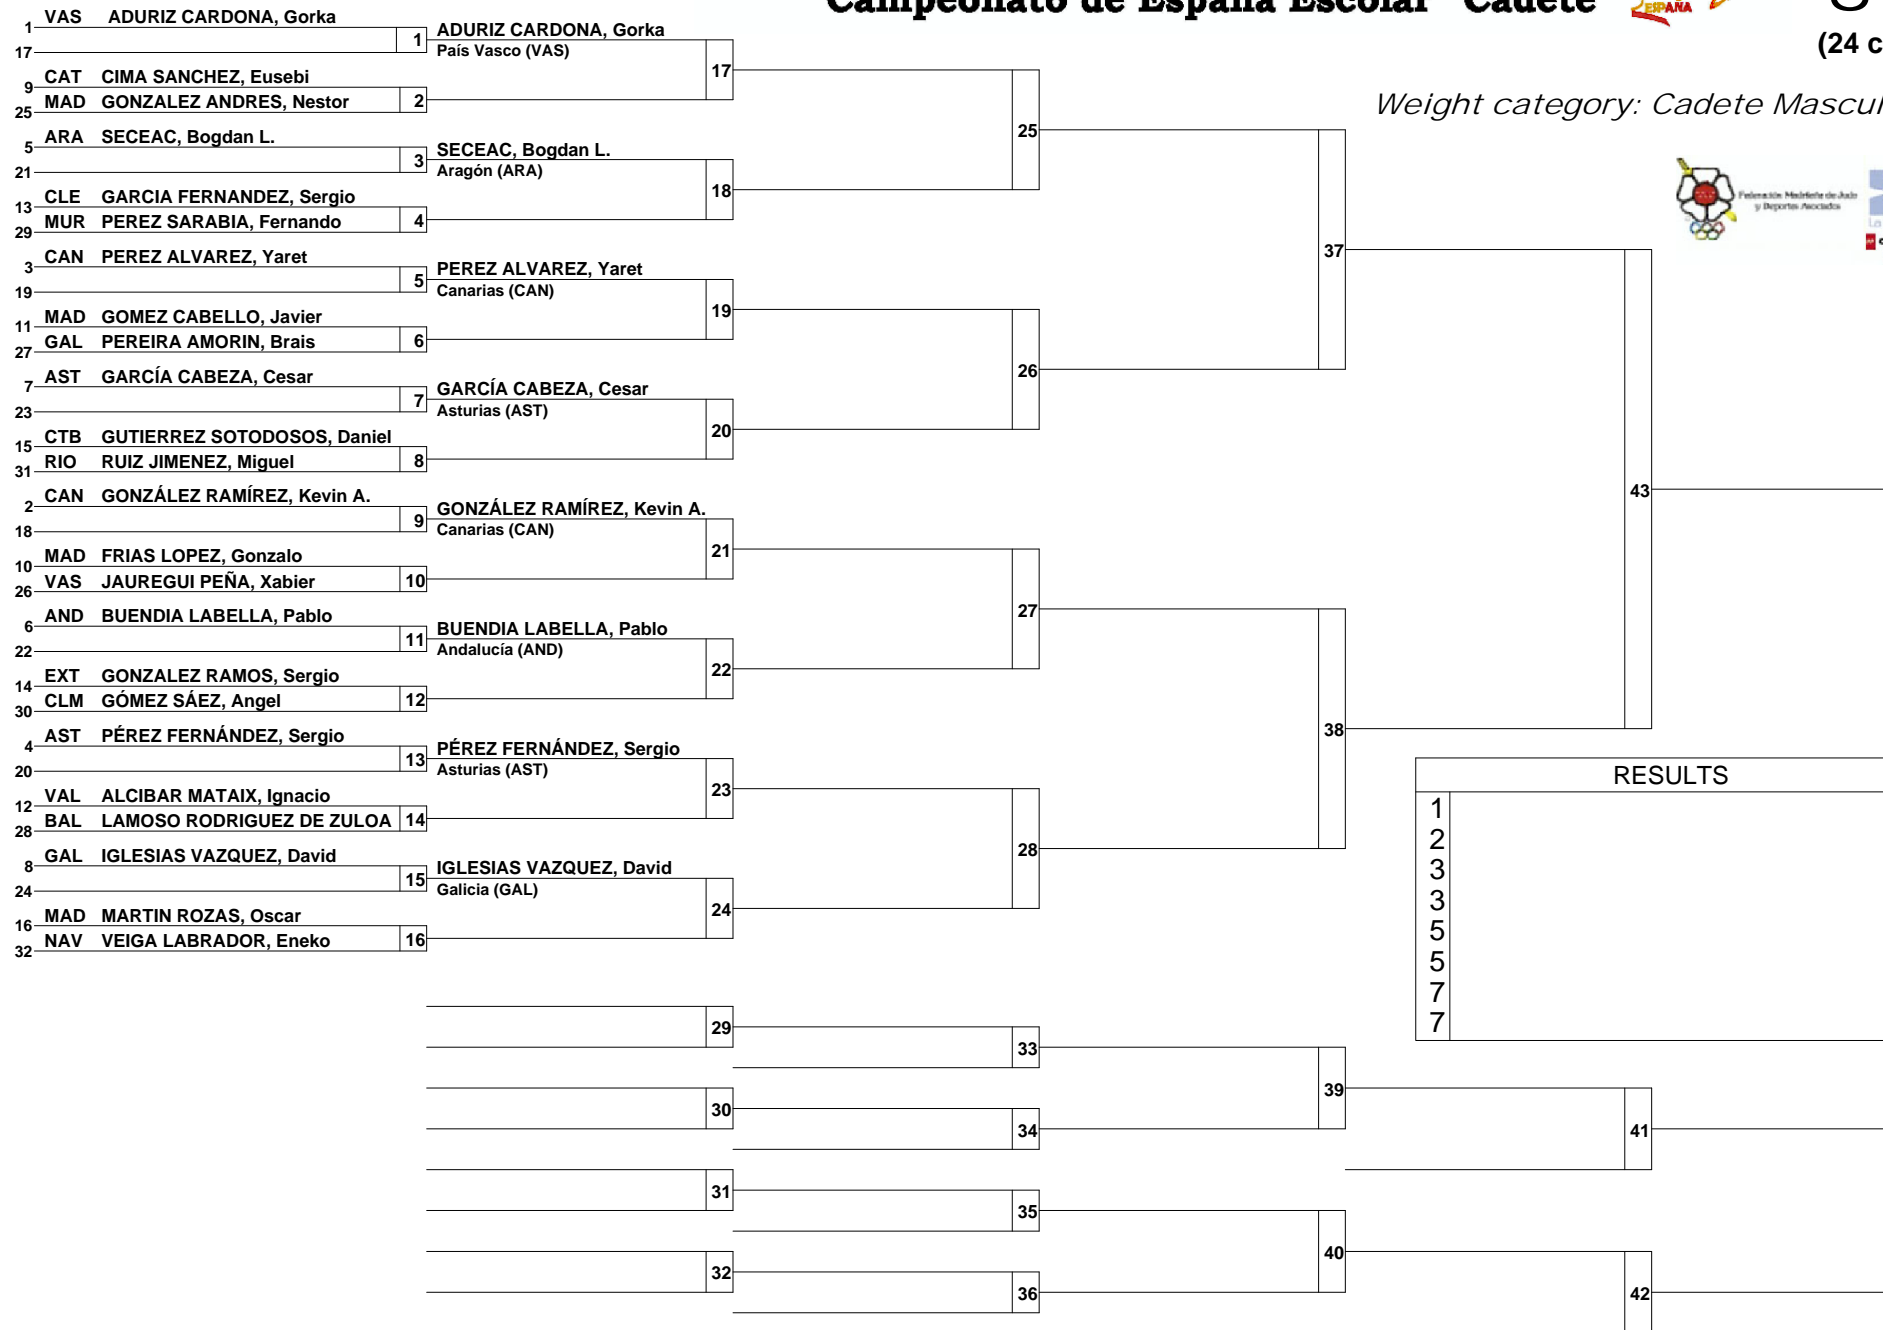 Campeonato de España Escolar "Cadete"
ESPAÑA
(24 c
Weight category: Cadete Mascul
Federación Madrileña de Judo
y Deportes Asociados
1 VAS ADURIZ CARDONA, Gorka
17
1
ADURIZ CARDONA, Gorka
País Vasco (VAS)
9 CAT CIMA SANCHEZ, Eusebi
25 MAD GONZALEZ ANDRES, Nestor
2
17
5 ARA SECEAC, Bogdan L.
21
3
SECEAC, Bogdan L.
Aragón (ARA)
13 CLE GARCIA FERNANDEZ, Sergio
29 MUR PEREZ SARABIA, Fernando
4
18
25
3 CAN PEREZ ALVAREZ, Yaret
19
5
PEREZ ALVAREZ, Yaret
Canarias (CAN)
11 MAD GOMEZ CABELLO, Javier
27 GAL PEREIRA AMORIN, Brais
6
19
7 AST GARCÍA CABEZA, Cesar
23
7
GARCÍA CABEZA, Cesar
Asturias (AST)
15 CTB GUTIERREZ SOTODOSOS, Daniel
31 RIO RUIZ JIMENEZ, Miguel
8
20
26
37
2 CAN GONZÁLEZ RAMÍREZ, Kevin A.
18
9
GONZÁLEZ RAMÍREZ, Kevin A.
Canarias (CAN)
10 MAD FRIAS LOPEZ, Gonzalo
26 VAS JAUREGUI PEÑA, Xabier
10
21
6 AND BUENDIA LABELLA, Pablo
22
11
BUENDIA LABELLA, Pablo
Andalucía (AND)
14 EXT GONZALEZ RAMOS, Sergio
30 CLM GÓMEZ SÁEZ, Angel
12
22
27
4 AST PÉREZ FERNÁNDEZ, Sergio
20
13
PÉREZ FERNÁNDEZ, Sergio
Asturias (AST)
12 VAL ALCIBAR MATAIX, Ignacio
28 BAL LAMOSO RODRIGUEZ DE ZULOA
14
23
8 GAL IGLESIAS VAZQUEZ, David
24
15
IGLESIAS VAZQUEZ, David
Galicia (GAL)
16 MAD MARTIN ROZAS, Oscar
32 NAV VEIGA LABRADOR, Eneko
16
24
28
38
43
RESULTS
1
2
3
3
5
5
7
7
29
33
30
34
39
41
31
35
32
36
40
42